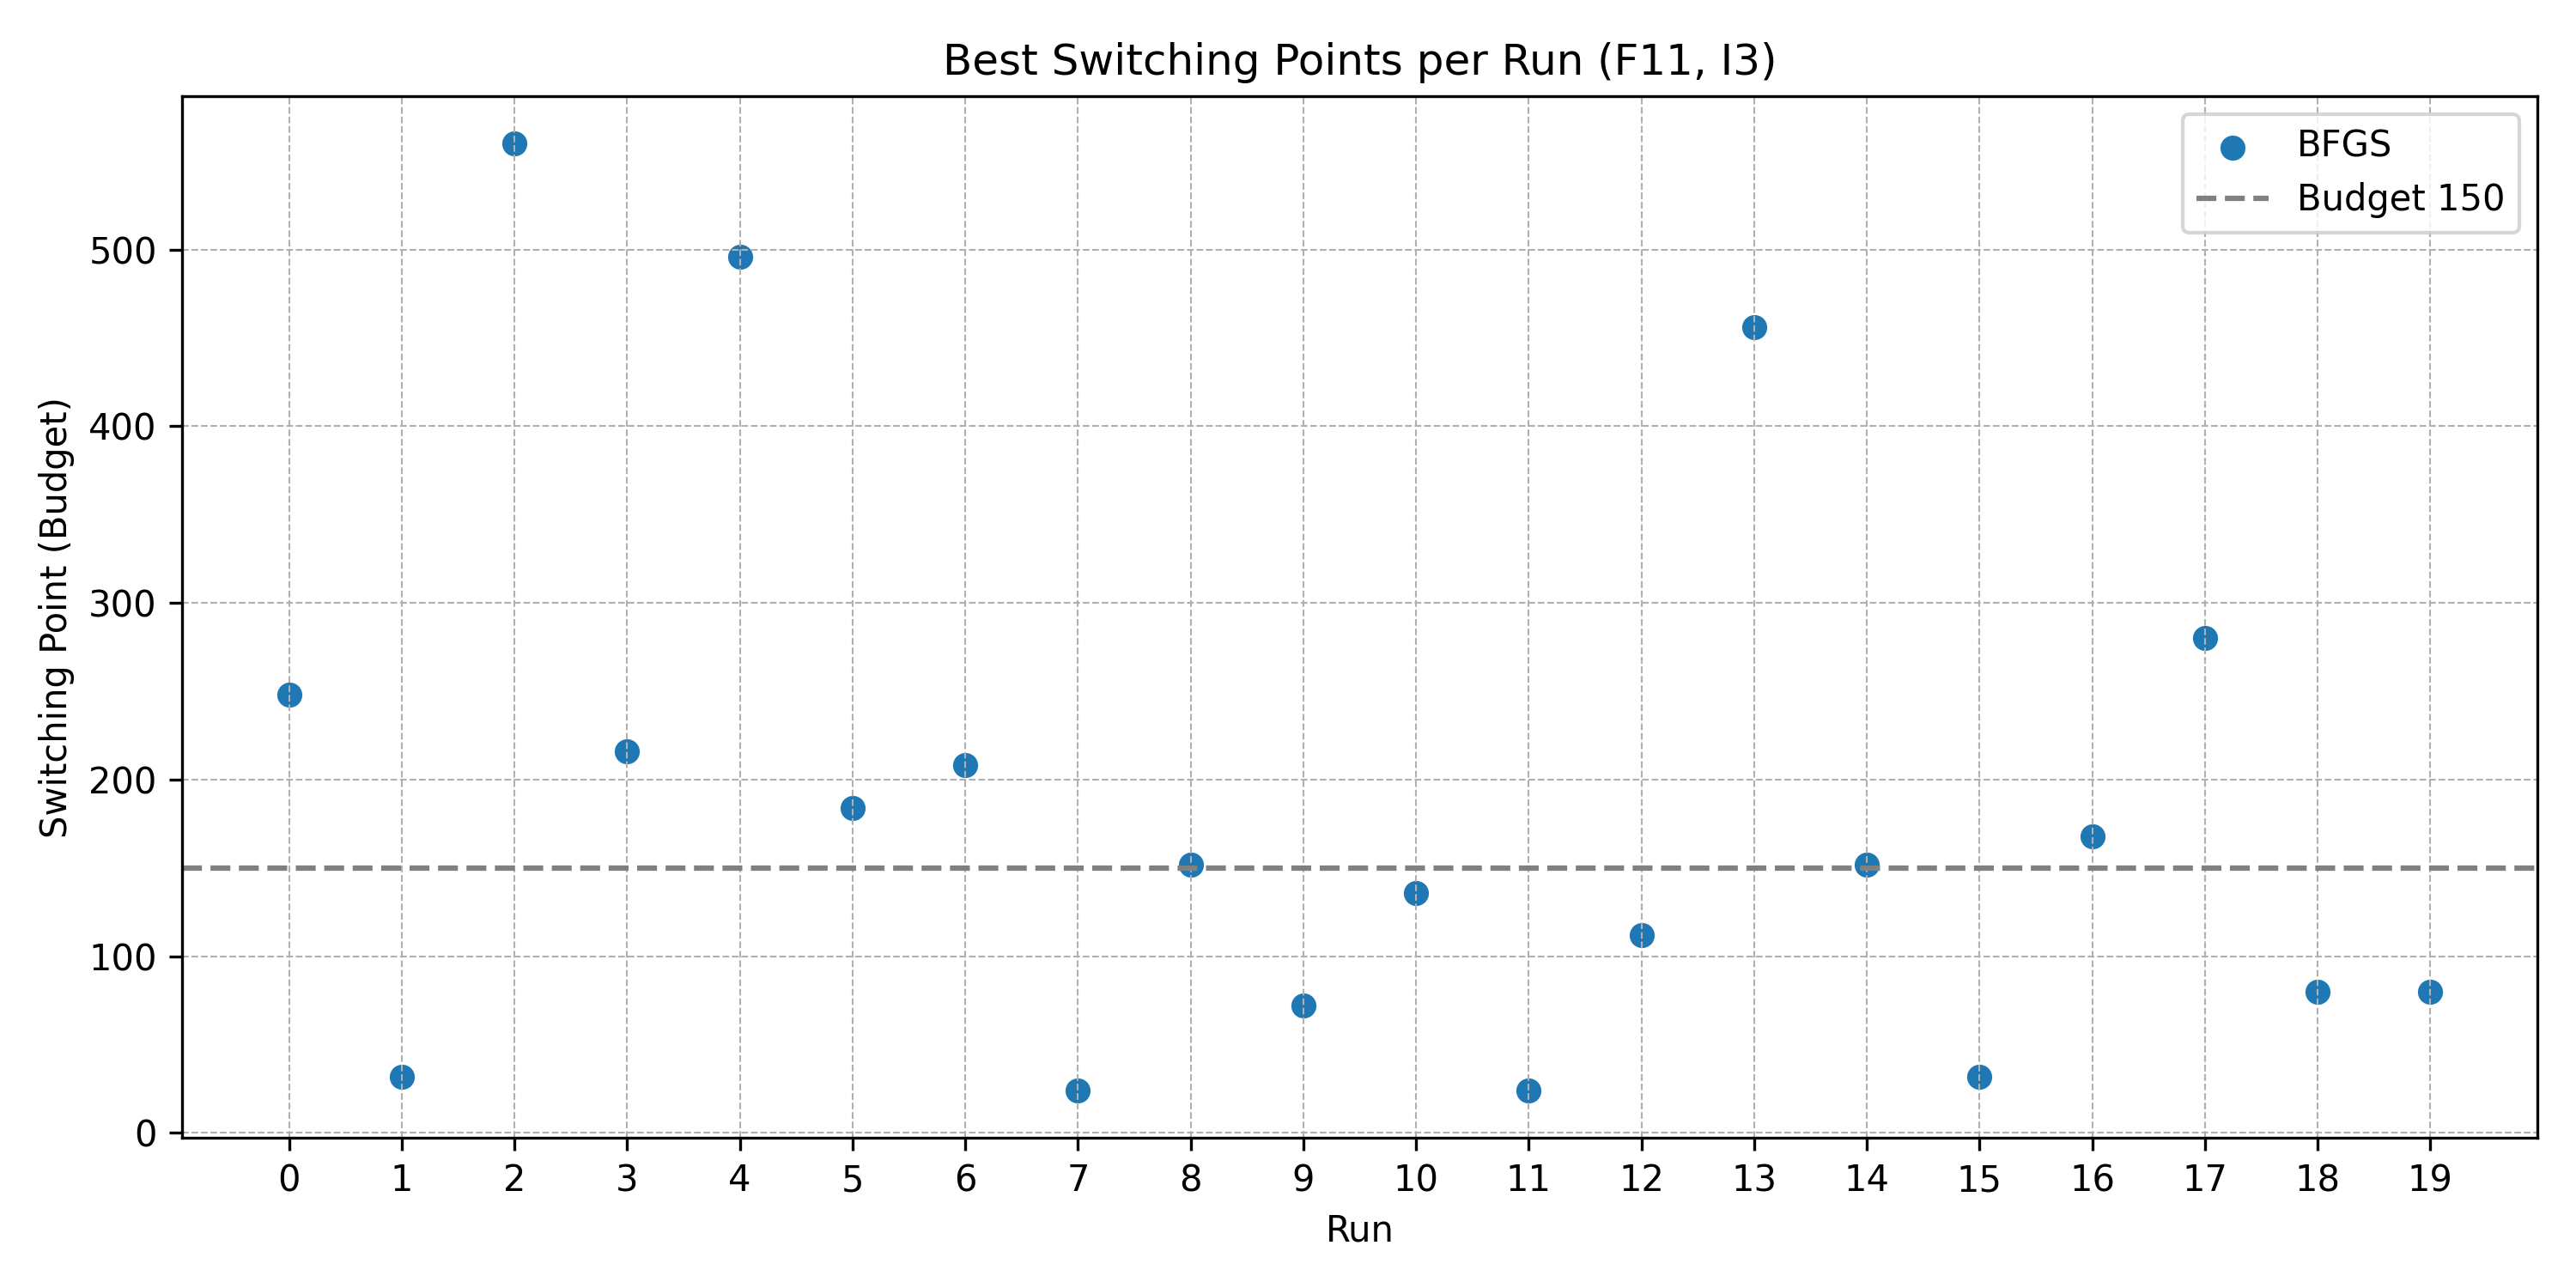 Best Switching Points per Run (F11, I3)
BFGS
Budget 150
Switching Point (Budget)
500
400
300
200
100
0
0 1 2 3 4 5 6 7 8 9 10 11 12 13 14 15 16 17 18 19
Run